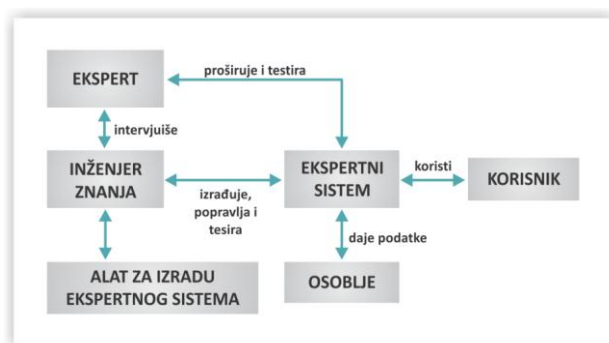 EKSPERT
proširuje i testira
intervjuiše
INŽENJER
ZNANJA
izrađuje,
popravlja i
tesira
EKSPERTNI
SISTEM
koristi
KORISNIK
daje podatke
ALAT ZA IZRADU
EKSPERTNOG SISTEMA
OSOBLJE